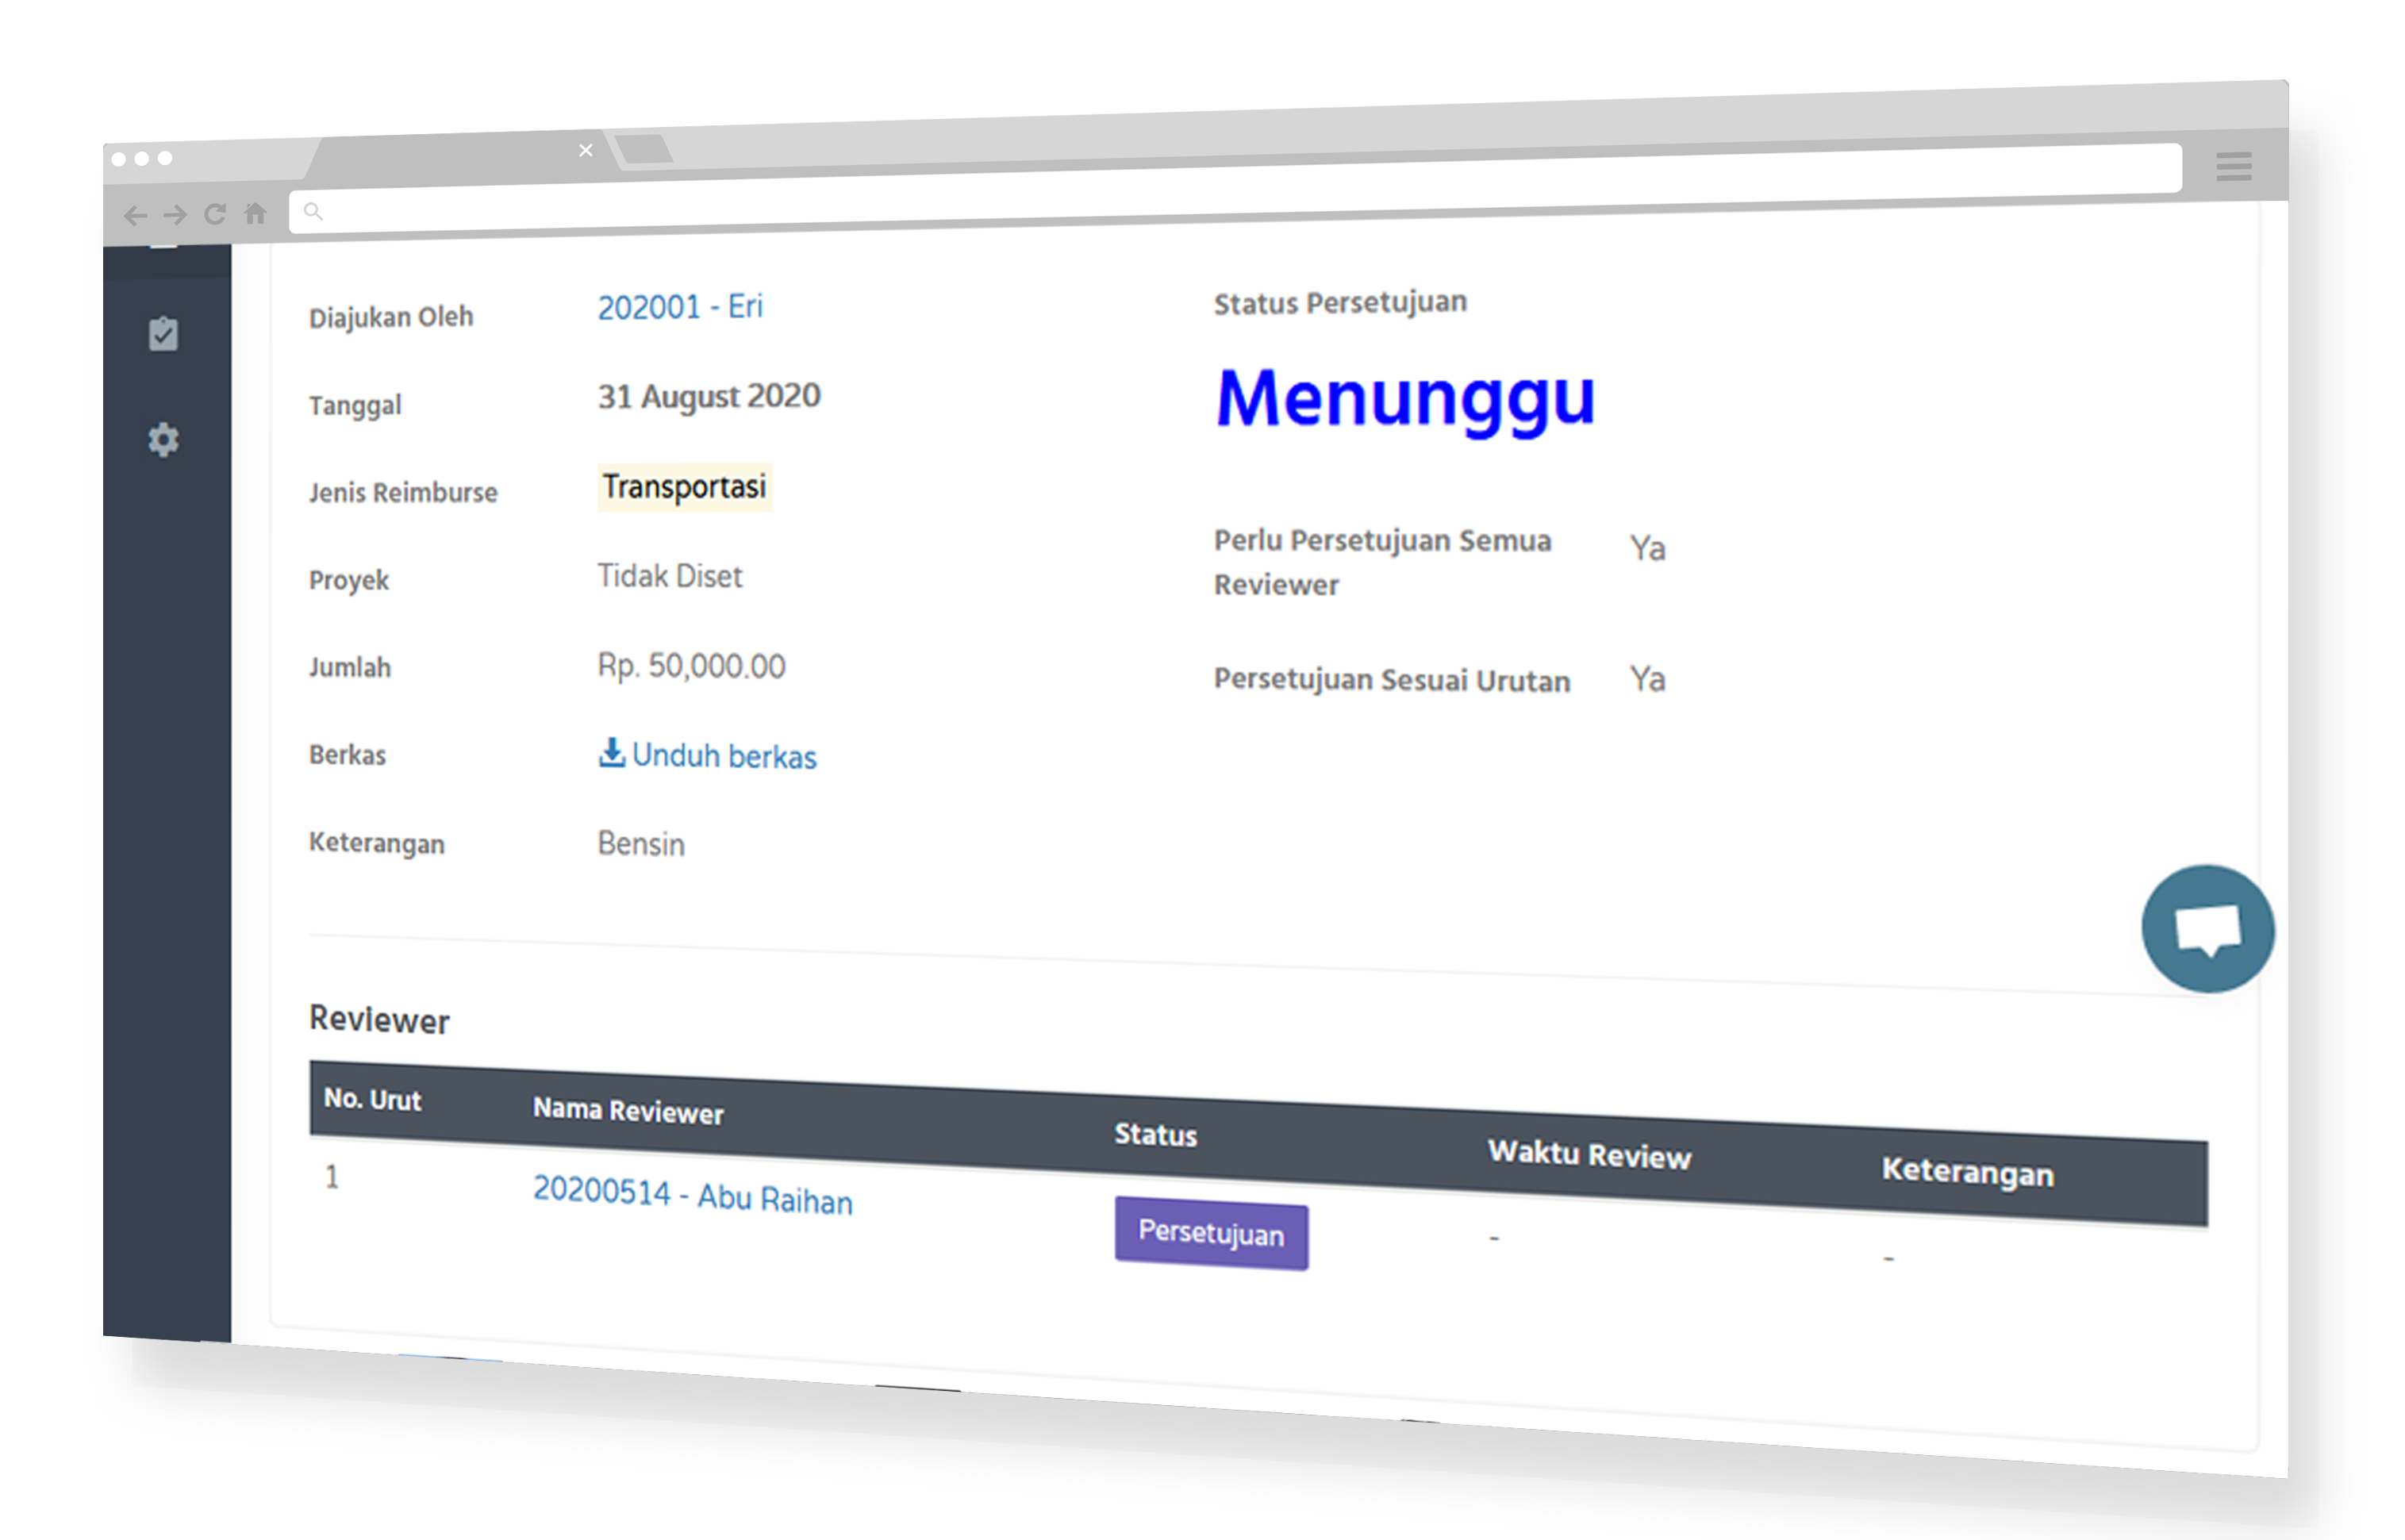 Diajukan Oleh 202001 - Eri
Tanggal 31 August 2020
Jenis Reimburse Transportasi
Proyek Tidak Diset
Jumlah Rp. 50,000.00
Berkas Unduh berkas
Keterangan Bensin
Status Persetujuan
Menunggu
Perlu Persetujuan Semua Ya
Reviewer
Persetujuan Sesuai Urutan Ya
Reviewer
No. Urut Nama Reviewer Status Waktu Review Keterangan
1 20200514 - Abu Raihan Persetujuan - -